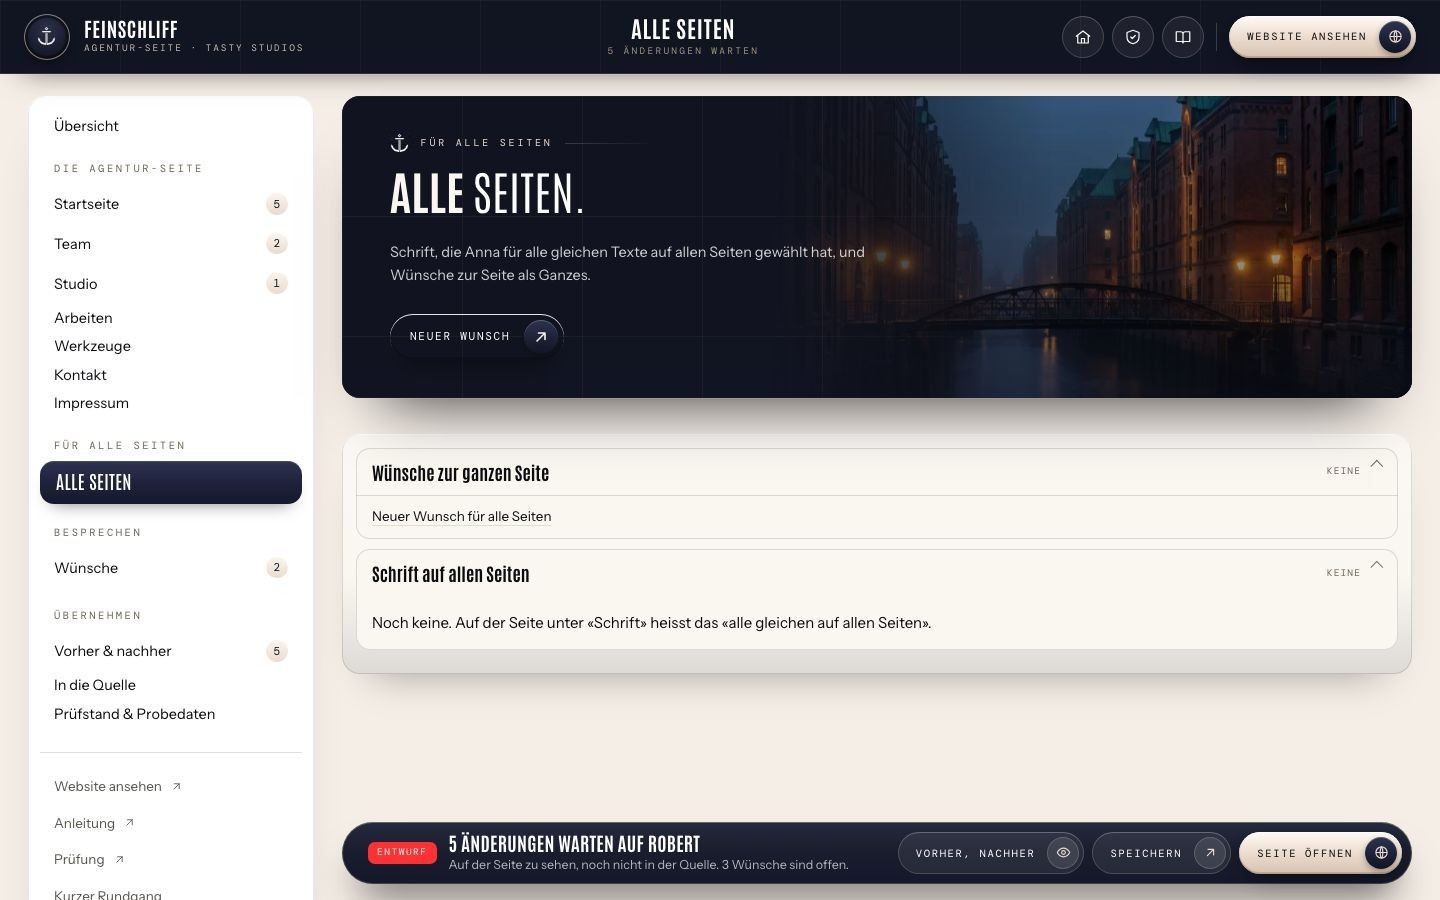 FEINSCHLIFF
AGENTUR-SEITE · TASTY STUDIOS
ALLE SEITEN
5 ÄNDERUNGEN WARTEN
WEBSITE ANSEHEN
Übersicht
DIE AGENTUR-SEITE
Startseite 5
Team 2
Studio 1
Arbeiten
Werkzeuge
Kontakt
Impressum
FÜR ALLE SEITEN
ALLE SEITEN
BESPRECHEN
Wünsche 2
ÜBERNEHMEN
Vorher & nachher 5
In die Quelle
Prüfstand & Probedaten
Website ansehen
Anleitung
Prüfung
Kurzer Rundgang
FÜR ALLE SEITEN
ALLE SEITEN.
Schrift, die Anna für alle gleichen Texte auf allen Seiten gewählt hat, und
Wünsche zur Seite als Ganzes.
NEUER WUNSCH
Wünsche zur ganzen Seite
KEINE
Neuer Wunsch für alle Seiten
Schrift auf allen Seiten
KEINE
Noch keine. Auf der Seite unter «Schrift» heisst das «alle gleichen auf allen Seiten».
ENTWURF
5 ÄNDERUNGEN WARTEN AUF ROBERT
Auf der Seite zu sehen, noch nicht in der Quelle. 3 Wünsche sind offen.
VORHER, NACHHER
SPEICHERN
SEITE ÖFFNEN